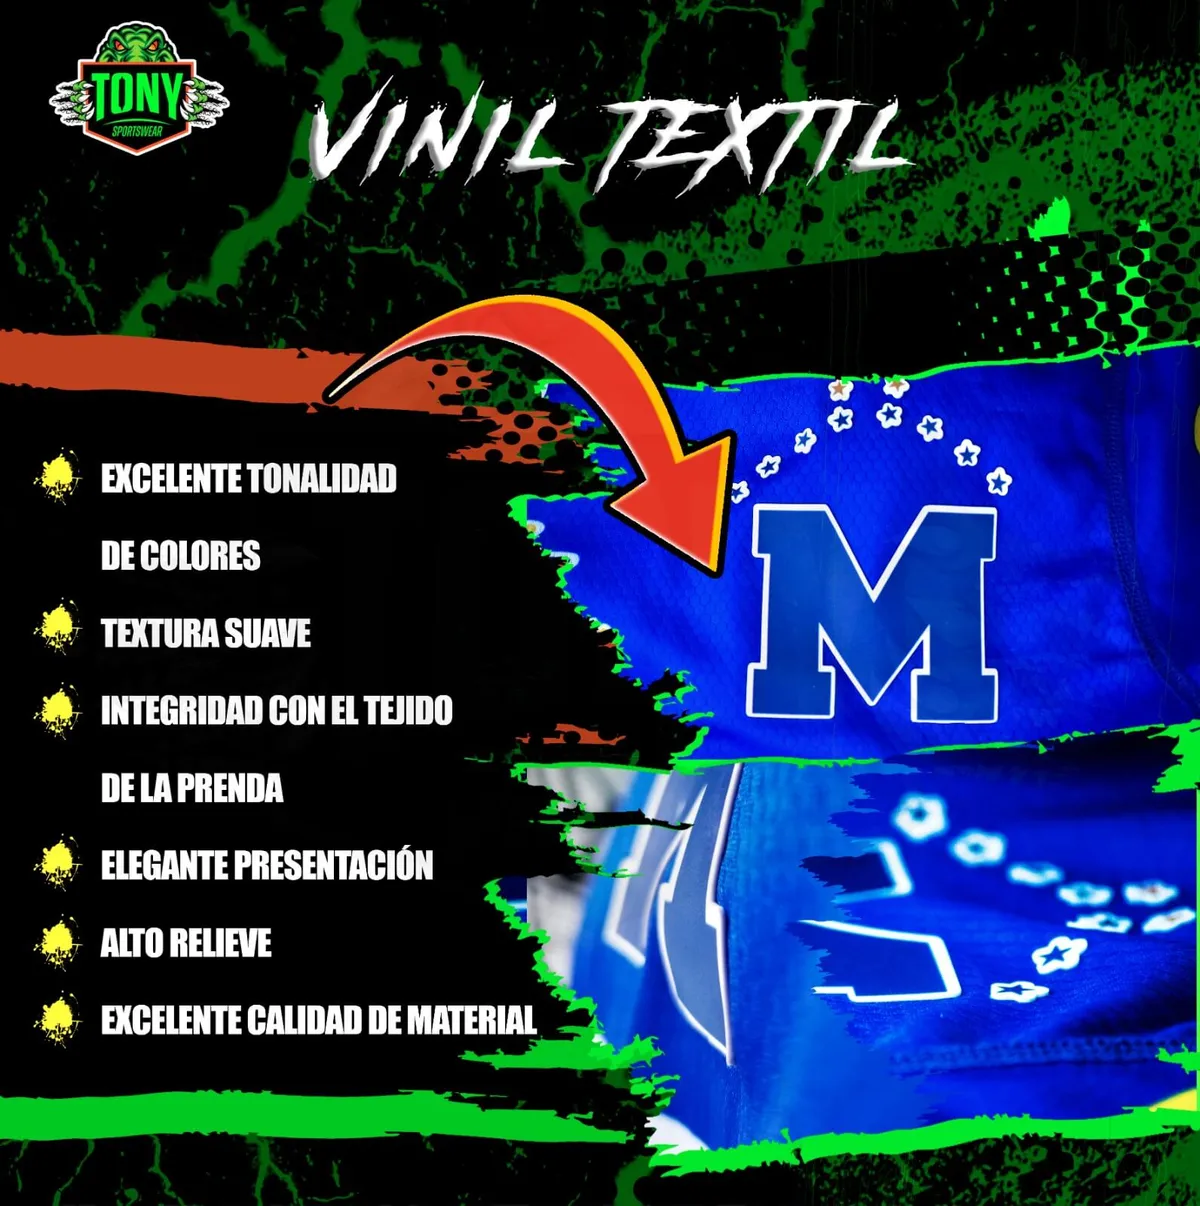 TONY
SPORTSWEAR
VINIL TEXTIL
EXCELENTE TONALIDAD
DE COLORES
TEXTURA SUAVE
INTEGRIDAD CON EL TEJIDO
DE LA PRENDA
ELEGANTE PRESENTACIÓN
ALTO RELIEVE
EXCELENTE CALIDAD DE MATERIAL
M